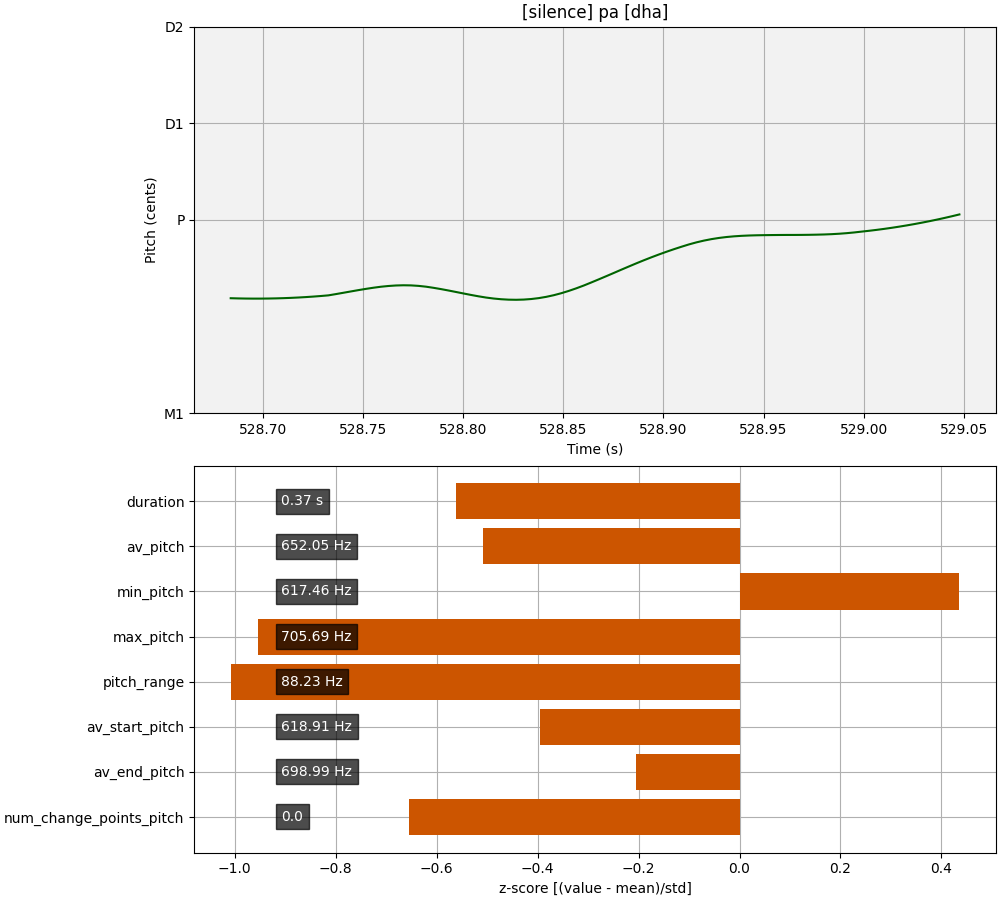 [silence] pa [dha]
D2
D1
P
M1
Pitch (cents)
528.70 528.75 528.80 528.85 528.90 528.95 529.00 529.05
Time (s)
duration 0.37 s
av_pitch 652.05 Hz
min_pitch 617.46 Hz
max_pitch 705.69 Hz
pitch_range 88.23 Hz
av_start_pitch 618.91 Hz
av_end_pitch 698.99 Hz
num_change_points_pitch 0.0
−1.0 −0.8 −0.6 −0.4 −0.2 0.0 0.2 0.4
z-score [(value - mean)/std]